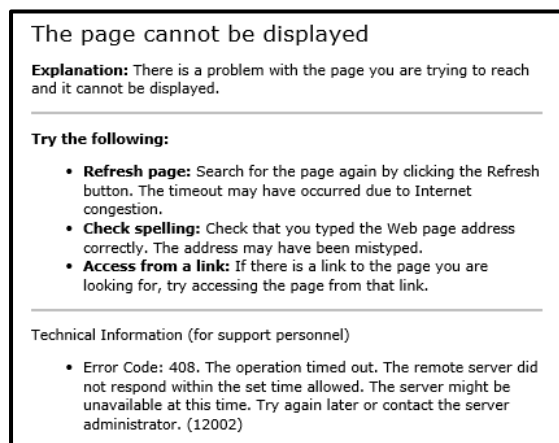 The page cannot be displayed
Explanation: There is a problem with the page you are trying to reach
and it cannot be displayed.
Try the following:
• Refresh page: Search for the page again by clicking the Refresh
button. The timeout may have occurred due to Internet
congestion.
• Check spelling: Check that you typed the Web page address
correctly. The address may have been mistyped.
• Access from a link: If there is a link to the page you are
looking for, try accessing the page from that link.
Technical Information (for support personnel)
• Error Code: 408. The operation timed out. The remote server did
not respond within the set time allowed. The server might be
unavailable at this time. Try again later or contact the server
administrator. (12002)